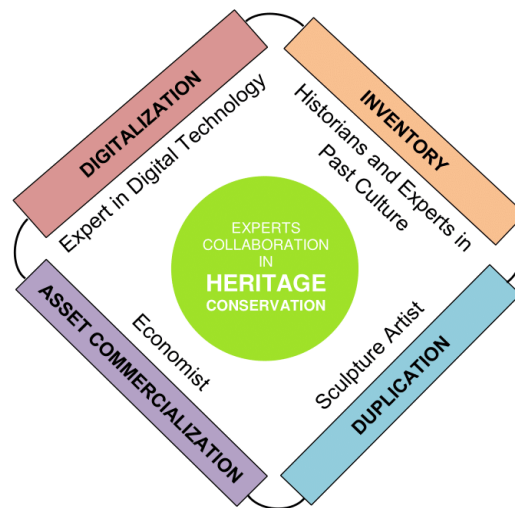 DIGITALIZATION
Expert in Digital Technology
INVENTORY
Historians and Experts in
Past Culture
EXPERTS
COLLABORATION
IN
HERITAGE
CONSERVATION
ASSET COMMERCIALIZATION
Economist
Sculpture Artist
DUPLICATION